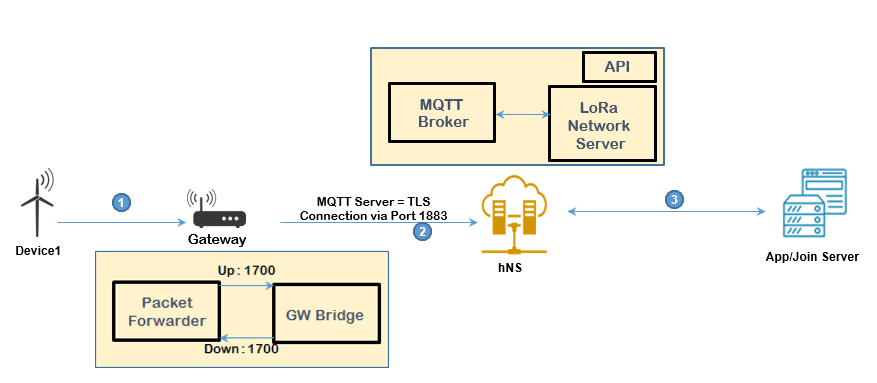 API
MQTT
Broker
LoRa
Network
Server
1
MQTT Server = TLS
Connection via Port 1883
2
3
Device1
Gateway
hNS
App/Join Server
Up : 1700
Packet
Forwarder
GW Bridge
Down : 1700